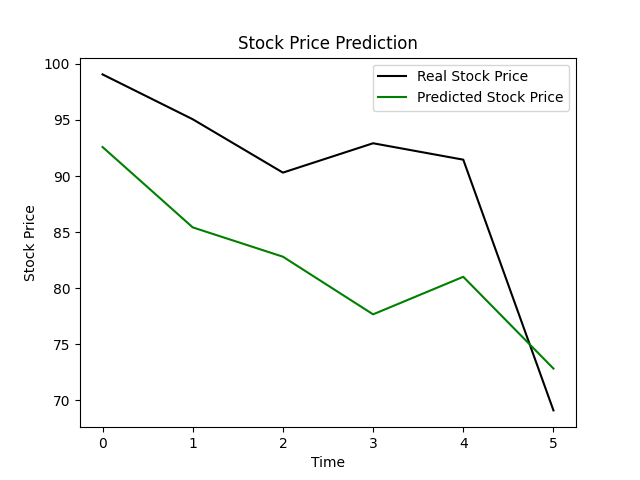 Stock Price Prediction
Real Stock Price
Predicted Stock Price
Stock Price
100
95
90
85
80
75
70
0 1 2 3 4 5
Time